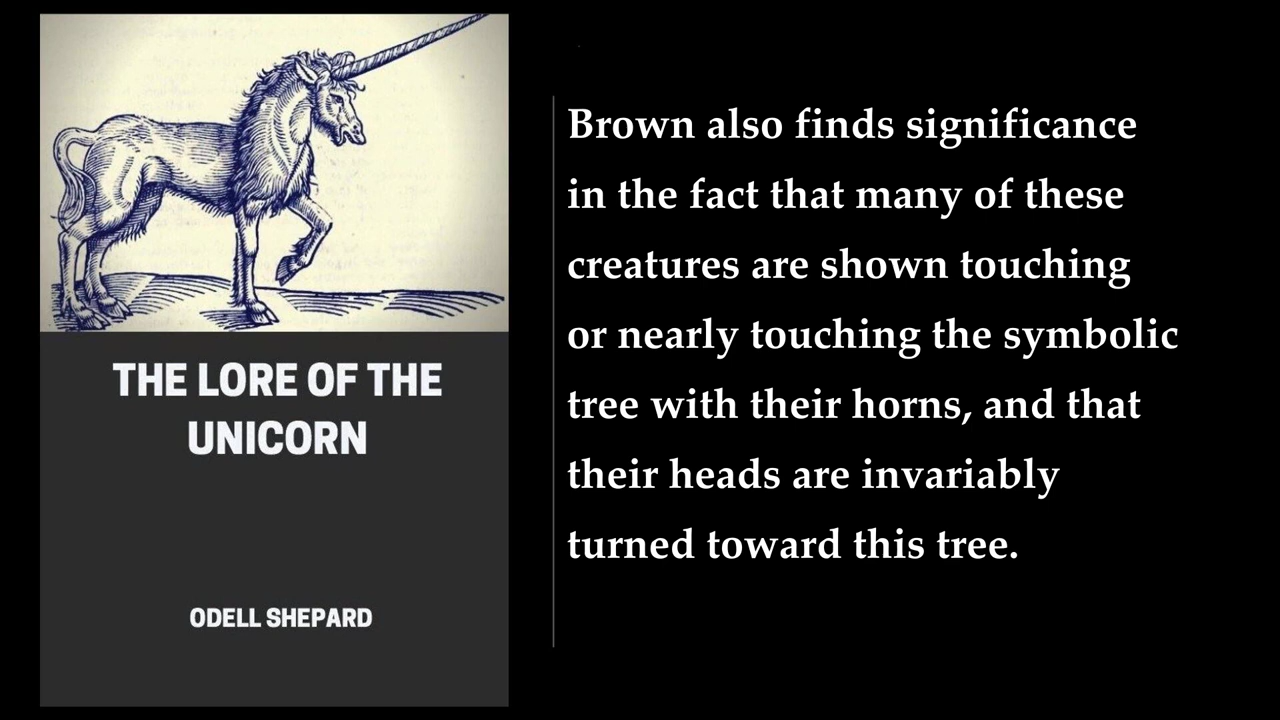 THE LORE OF THE
UNICORN
ODELL SHEPARD
Brown also finds significance
in the fact that many of these
creatures are shown touching
or nearly touching the symbolic
tree with their horns, and that
their heads are invariably
turned toward this tree.